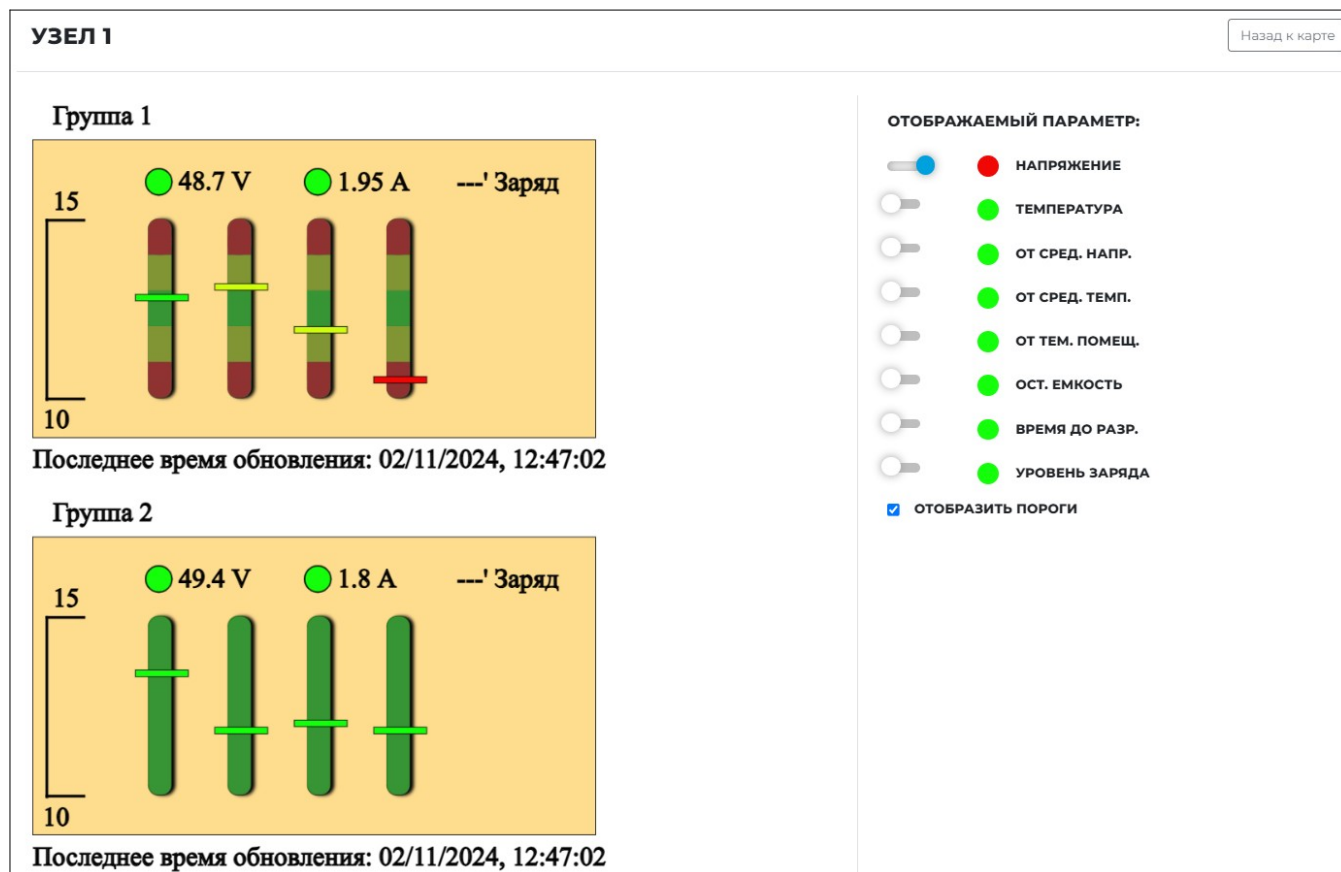 УЗЕЛ 1
Назад к карте
Группа 1
48.7 V 1.95 A ---' Заряд
15
10
Последнее время обновления: 02/11/2024, 12:47:02
Группа 2
49.4 V 1.8 A ---' Заряд
15
10
Последнее время обновления: 02/11/2024, 12:47:02
ОТОБРАЖАЕМЫЙ ПАРАМЕТР:
НАПРЯЖЕНИЕ
ТЕМПЕРАТУРА
ОТ СРЕД. НАПР.
ОТ СРЕД. ТЕМП.
ОТ ТЕМ. ПОМЕЩ.
ОСТ. ЕМКОСТЬ
ВРЕМЯ ДО РАЗР.
УРОВЕНЬ ЗАРЯДА
ОТОБРАЗИТЬ ПОРОГИ